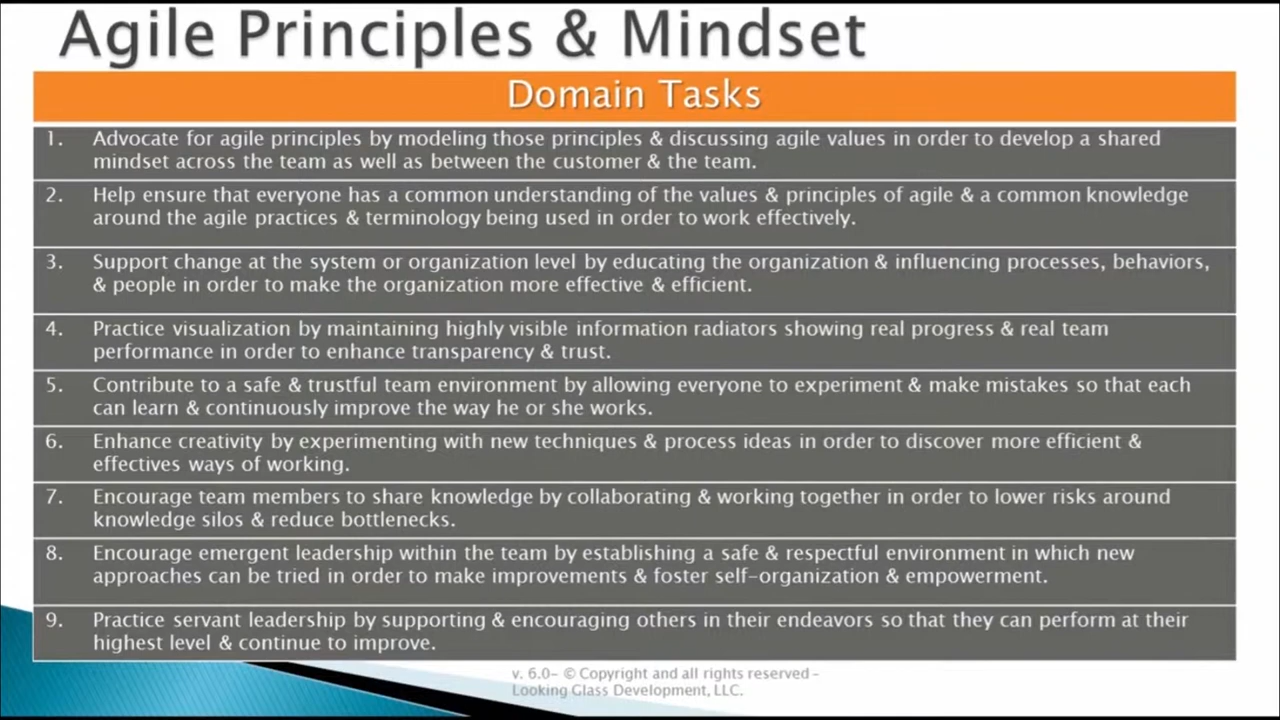 Agile Principles & Mindset
Domain Tasks
1. Advocate for agile principles by modeling those principles & discussing agile values in order to develop a shared
mindset across the team as well as between the customer & the team.
2. Help ensure that everyone has a common understanding of the values & principles of agile & a common knowledge
around the agile practices & terminology being used in order to work effectively.
3. Support change at the system or organization level by educating the organization & influencing processes, behaviors,
& people in order to make the organization more effective & efficient.
4. Practice visualization by maintaining highly visible information radiators showing real progress & real team
performance in order to enhance transparency & trust.
5. Contribute to a safe & trustful team environment by allowing everyone to experiment & make mistakes so that each
can learn & continuously improve the way he or she works.
6. Enhance creativity by experimenting with new techniques & process ideas in order to discover more efficient &
effectives ways of working.
7. Encourage team members to share knowledge by collaborating & working together in order to lower risks around
knowledge silos & reduce bottlenecks.
8. Encourage emergent leadership within the team by establishing a safe & respectful environment in which new
approaches can be tried in order to make improvements & foster self-organization & empowerment.
9. Practice servant leadership by supporting & encouraging others in their endeavors so that they can perform at their
highest level & continue to improve.
v. 6.0- © Copyright and all rights reserved -
Looking Glass Development, LLC.